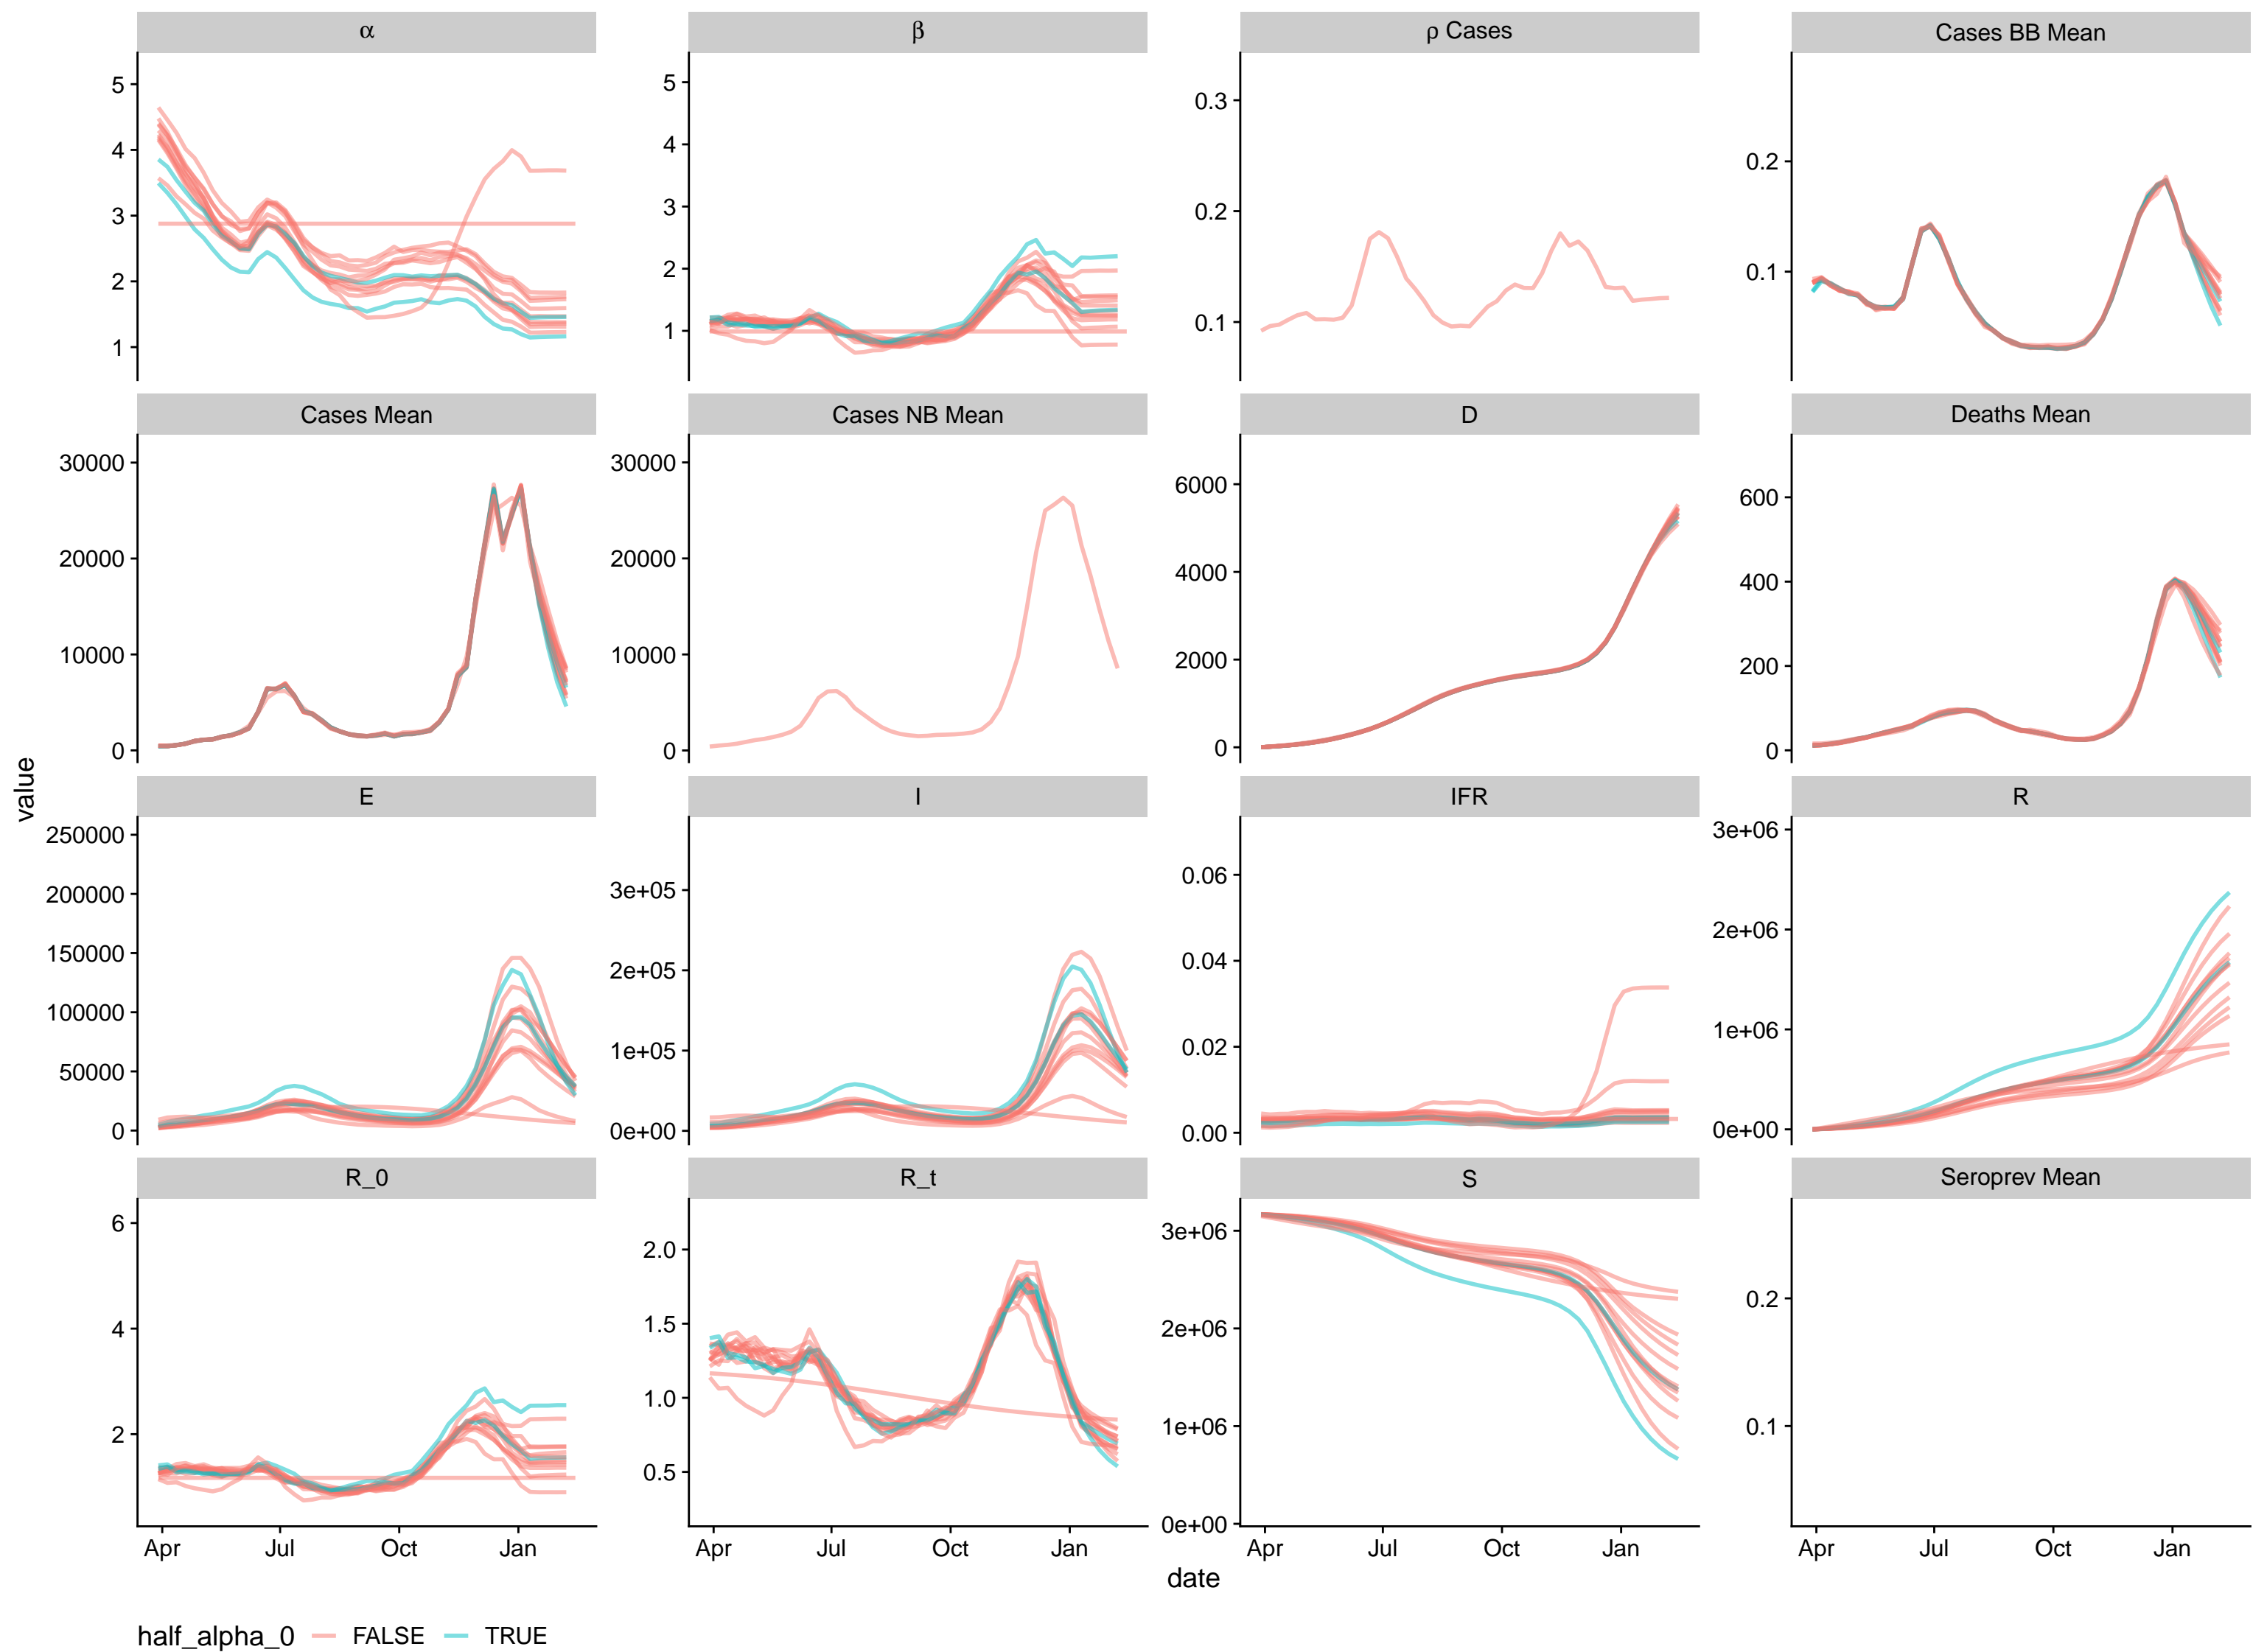 α β ρ Cases Cases BB Mean
5 5 0.3 0.2
4 4 0.2 0.1
3 3 0.1
2 2
1 1
Cases Mean Cases NB Mean D Deaths Mean
30000 30000 6000 600
20000 20000 4000 400
10000 10000 2000 200
0 0 0 0
value
E I IFR R
250000 3e+05 0.06 3e+06
200000 2e+05 0.04 2e+06
150000 1e+05 0.02 1e+06
100000 0e+00 0.00 0e+00
50000
0
R_0 R_t S Seroprev Mean
6 2.0 3e+06 0.2
4 1.5 2e+06 0.1
2 1.0 1e+06
0.5 0e+00
Apr Jul Oct Jan Apr Jul Oct Jan Apr Jul Oct Jan Apr Jul Oct Jan
date
half_alpha_0 FALSE TRUE